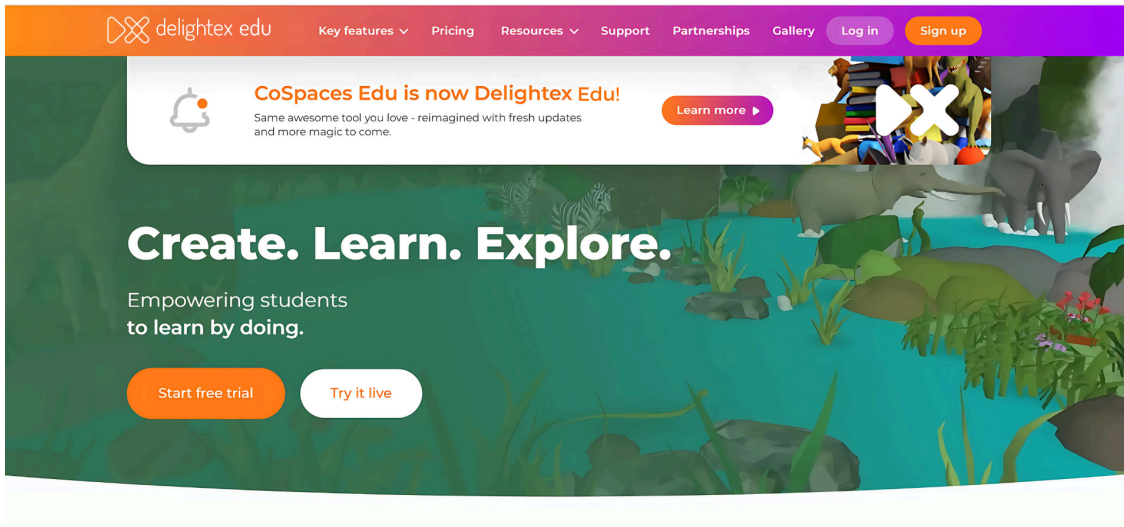 delightex edu Key features Pricing Resources Support Partnerships Gallery Log in Sign up
CoSpaces Edu is now Delightex Edu!
Same awesome tool you love - reimagined with fresh updates
and more magic to come.
Learn more
Create. Learn. Explore.
Empowering students
to learn by doing.
Start free trial Try it live